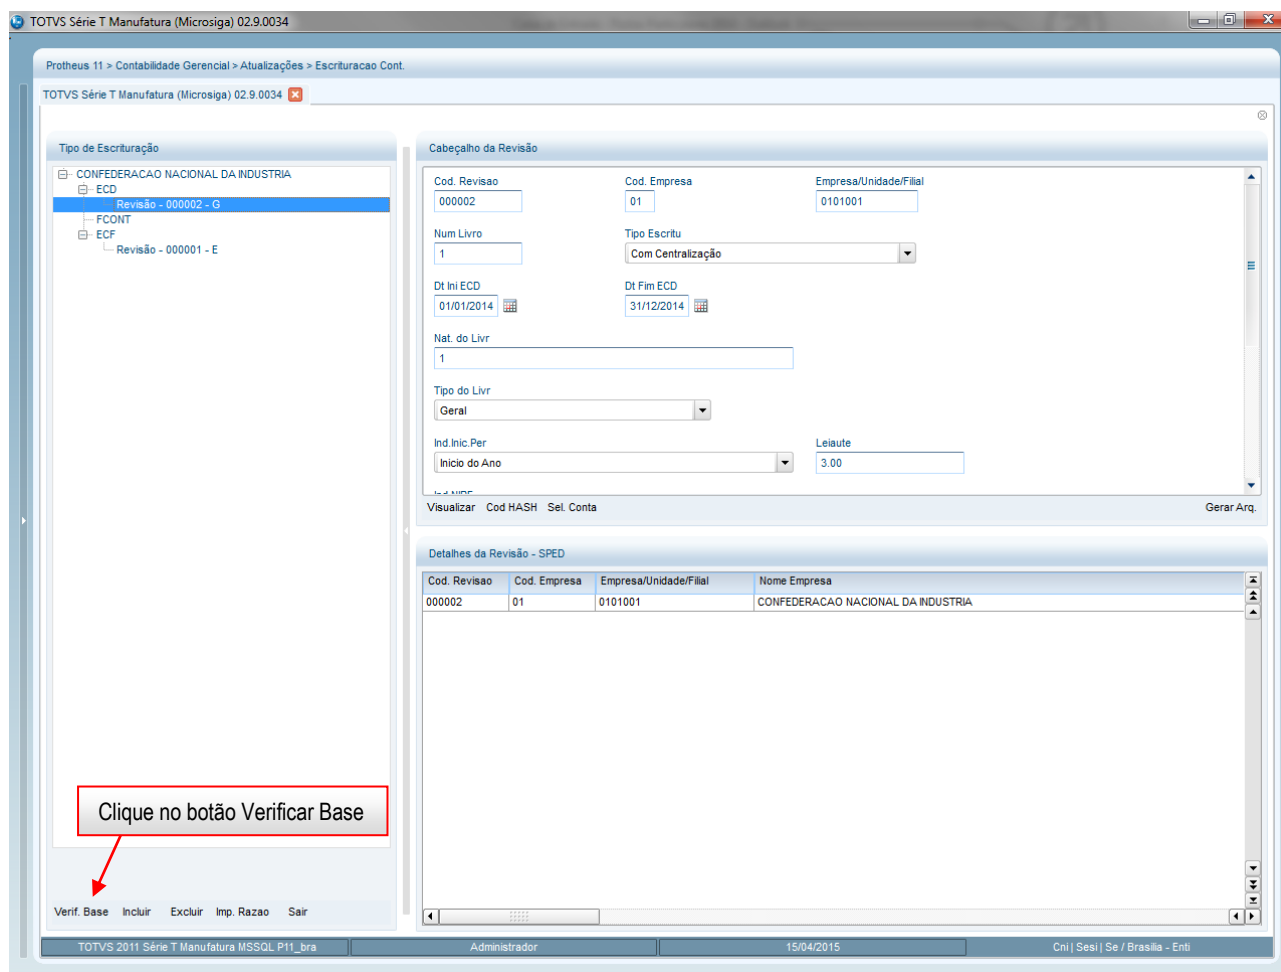 TOTVS Série T Manufatura (Microsiga) 02.9.0034
Protheus 11 > Contabilidade Gerencial > Atualizações > Escrituracao Cont.
TOTVS Série T Manufatura (Microsiga) 02.9.0034
Tipo de Escrituração
CONFEDERACAO NACIONAL DA INDUSTRIA
ECD
Revisão - 000002 - G
FCONT
ECF
Revisão - 000001 - E
Clique no botão Verificar Base
Verif. Base Incluir Excluir Imp. Razao Sair
Cabeçalho da Revisão
Cod. Revisao Cod. Empresa Empresa/Unidade/Filial
000002 01 0101001
Num Livro Tipo Escritu
1 Com Centralização
Dt Ini ECD Dt Fim ECD
01/01/2014 31/12/2014
Nat. do Livr
1
Tipo do Livr
Geral
Ind.Inic.Per Leiaute
Inicio do Ano 3.00
Visualizar Cod HASH Sel. Conta Gerar Arq.
Detalhes da Revisão - SPED
Cod. Revisao Cod. Empresa Empresa/Unidade/Filial Nome Empresa
000002 01 0101001 CONFEDERACAO NACIONAL DA INDUSTRIA
TOTVS 2011 Série T Manufatura MSSQL P11_bra Administrador 15/04/2015 Cni | Sesi | Se / Brasilia - Enti